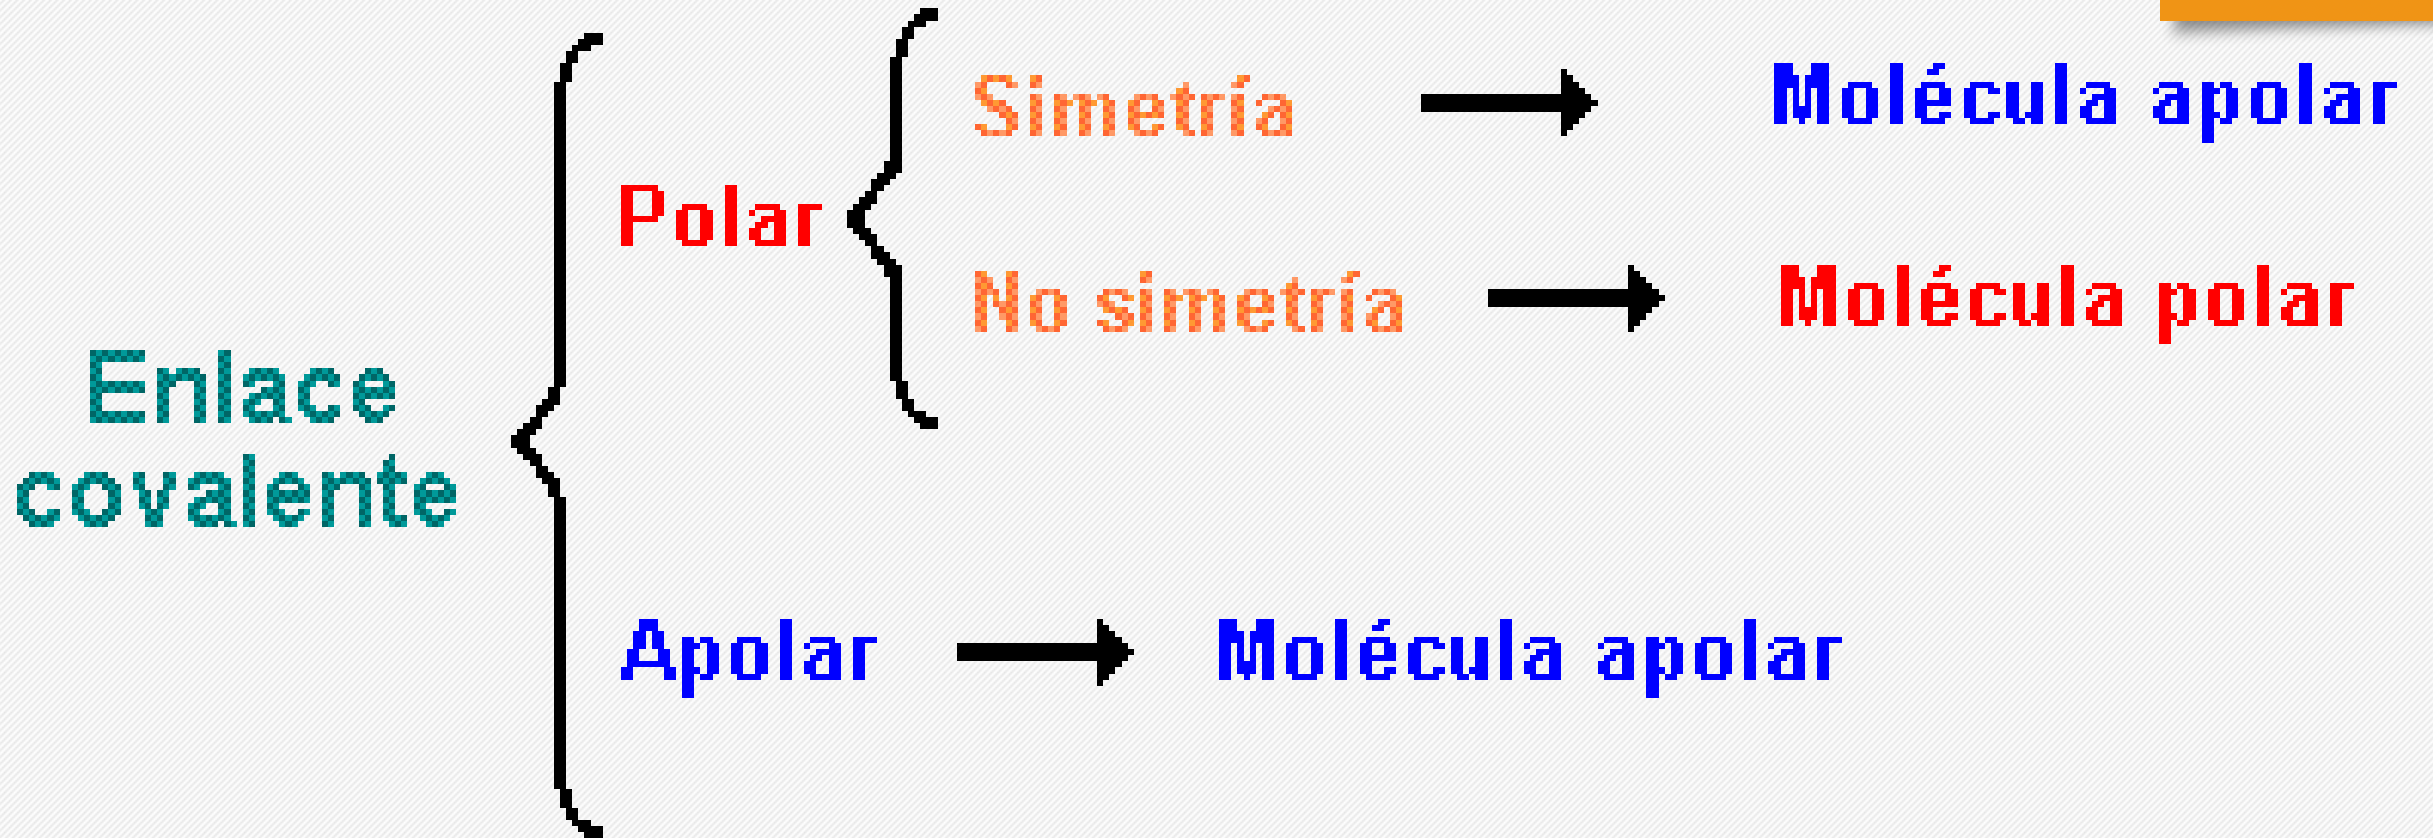 Simetría
Molécula apolar
Polar
No simetría
Molécula polar
Enlace
covalente
Apolar
Molécula apolar